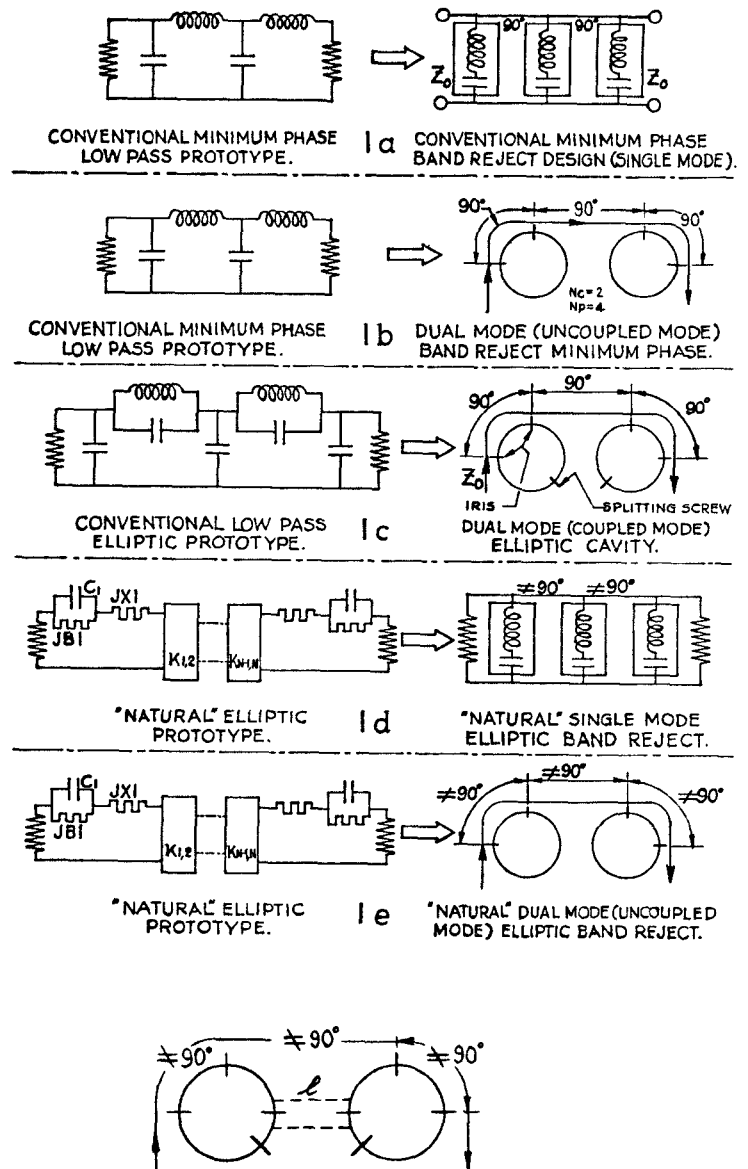 90° 90°
Z₀ Z₀
CONVENTIONAL MINIMUM PHASE
LOW PASS PROTOTYPE.
1a
CONVENTIONAL MINIMUM PHASE
BAND REJECT DESIGN (SINGLE MODE).
90° 90° 90°
Nc=2
Np=4
CONVENTIONAL MINIMUM PHASE
LOW PASS PROTOTYPE.
1b
DUAL MODE (UNCOUPLED MODE)
BAND REJECT MINIMUM PHASE.
90° 90° 90°
Z₀
IRIS
SPLITTING SCREW
CONVENTIONAL LOW PASS
ELLIPTIC PROTOTYPE.
1c
DUAL MODE (COUPLED MODE)
ELLIPTIC CAVITY.
C1
JX1
JB1
K1,2
KN-1,N
≠90° ≠90°
"NATURAL" ELLIPTIC
PROTOTYPE.
1d
"NATURAL" SINGLE MODE
ELLIPTIC BAND REJECT.
C1
JX1
JB1
K1,2
KN-1,N
≠90° ≠90° ≠90°
"NATURAL" ELLIPTIC
PROTOTYPE.
1e
"NATURAL" DUAL MODE (UNCOUPLED
MODE) ELLIPTIC BAND REJECT.
≠90° ≠90° ≠90°
ℓ